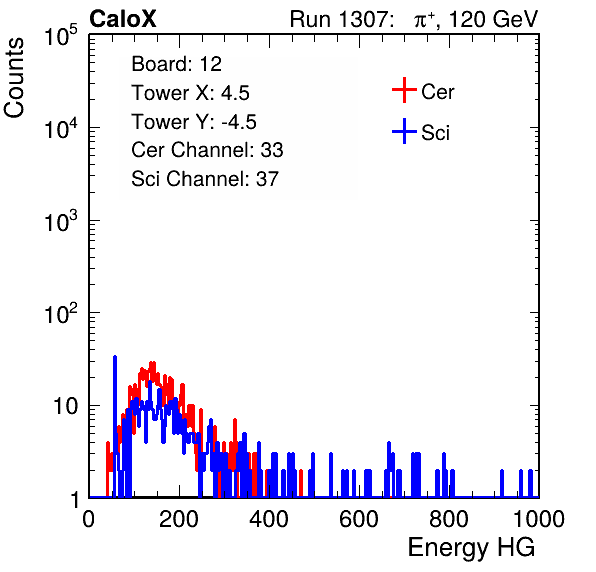 CaloX Run 1307: π⁺, 120 GeV
Counts
Board: 12
Tower X: 4.5
Tower Y: -4.5
Cer Channel: 33
Sci Channel: 37
Cer
Sci
10⁵
10⁴
10³
10²
10
1
0 200 400 600 800 1000
Energy HG